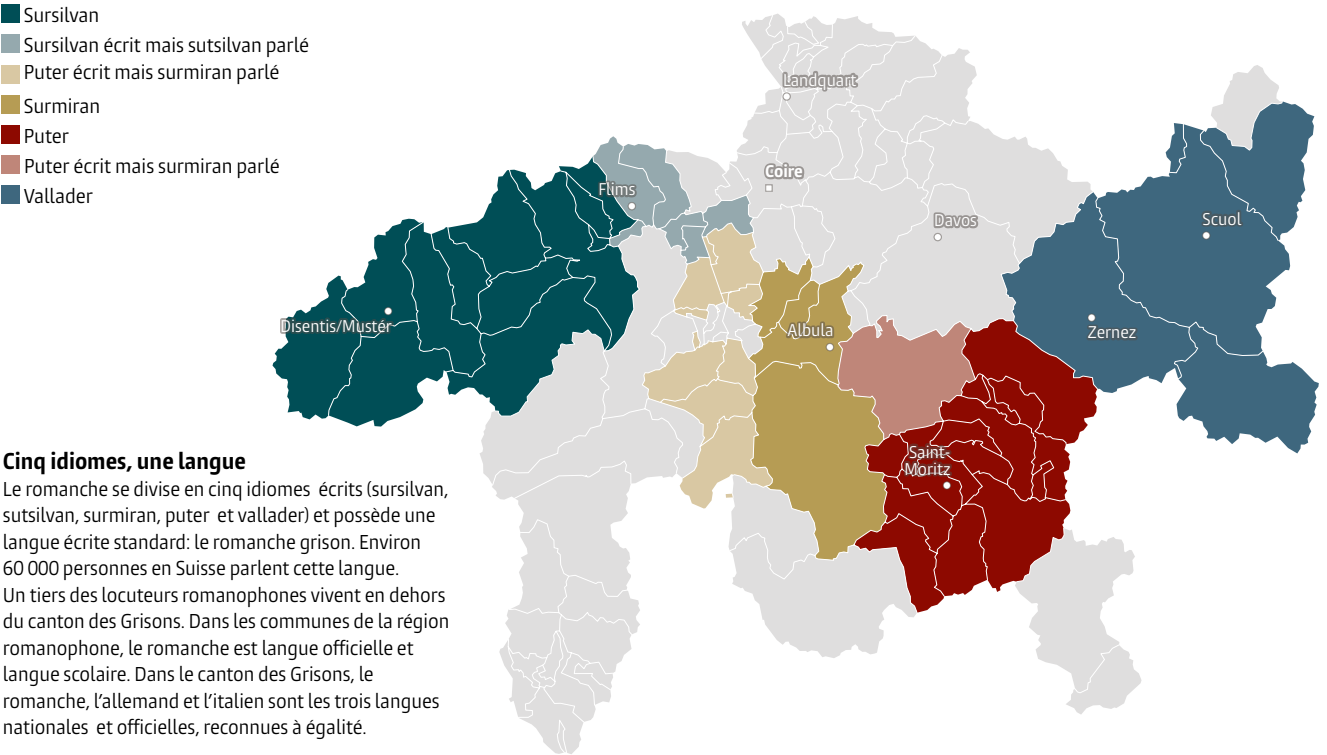 Sursilvan
Sursilvan écrit mais sutsilvan parlé
Puter écrit mais surmiran parlé
Surmiran
Puter
Puter écrit mais surmiran parlé
Vallader
Landquart
Coire
Flims
Davos
Scuol
Disentis/Mustér
Albula
Zernez
Saint-
Moritz
Cinq idiomes, une langue
Le romanche se divise en cinq idiomes écrits (sursilvan,
sutsilvan, surmiran, puter et vallader) et possède une
langue écrite standard: le romanche grison. Environ
60 000 personnes en Suisse parlent cette langue.
Un tiers des locuteurs romanophones vivent en dehors
du canton des Grisons. Dans les communes de la région
romanophone, le romanche est langue officielle et
langue scolaire. Dans le canton des Grisons, le
romanche, l'allemand et l'italien sont les trois langues
nationales et officielles, reconnues à égalité.